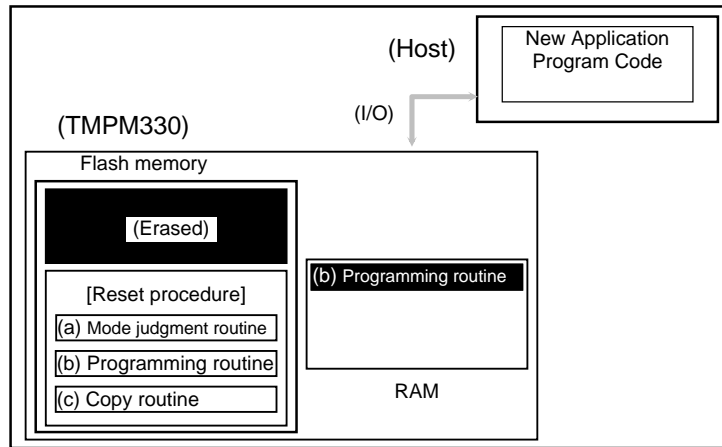 (Host)
New Application
Program Code
(I/O)
(TMPM330)
Flash memory
(Erased)
[Reset procedure]
(a) Mode judgment routine
(b) Programming routine
(c) Copy routine
(b) Programming routine
RAM